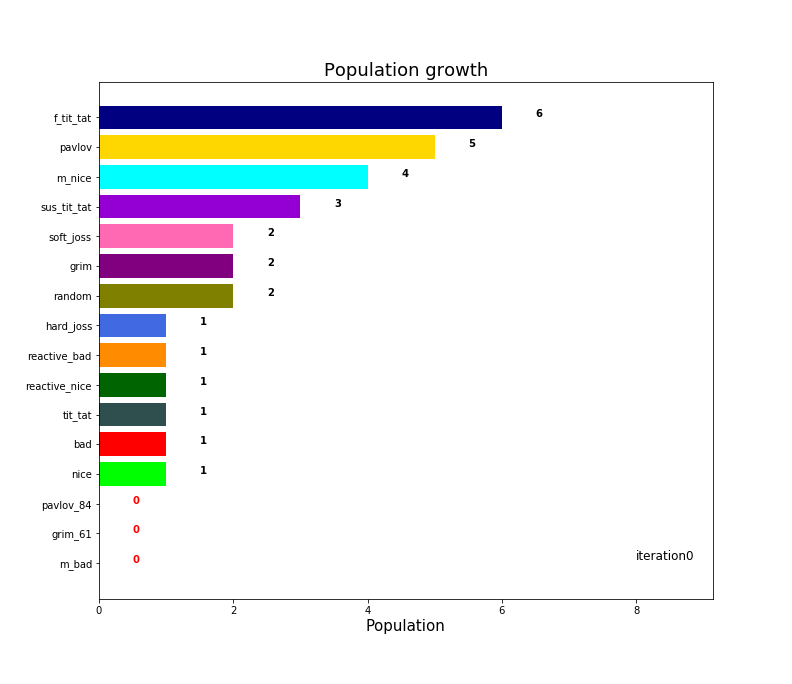 Population growth
f_tit_tat 6
pavlov 5
m_nice 4
sus_tit_tat 3
soft_joss 2
grim 2
random 2
hard_joss 1
reactive_bad 1
reactive_nice 1
tit_tat 1
bad 1
nice 1
pavlov_84 0
grim_61 0
m_bad 0
iteration0
0 2 4 6 8
Population